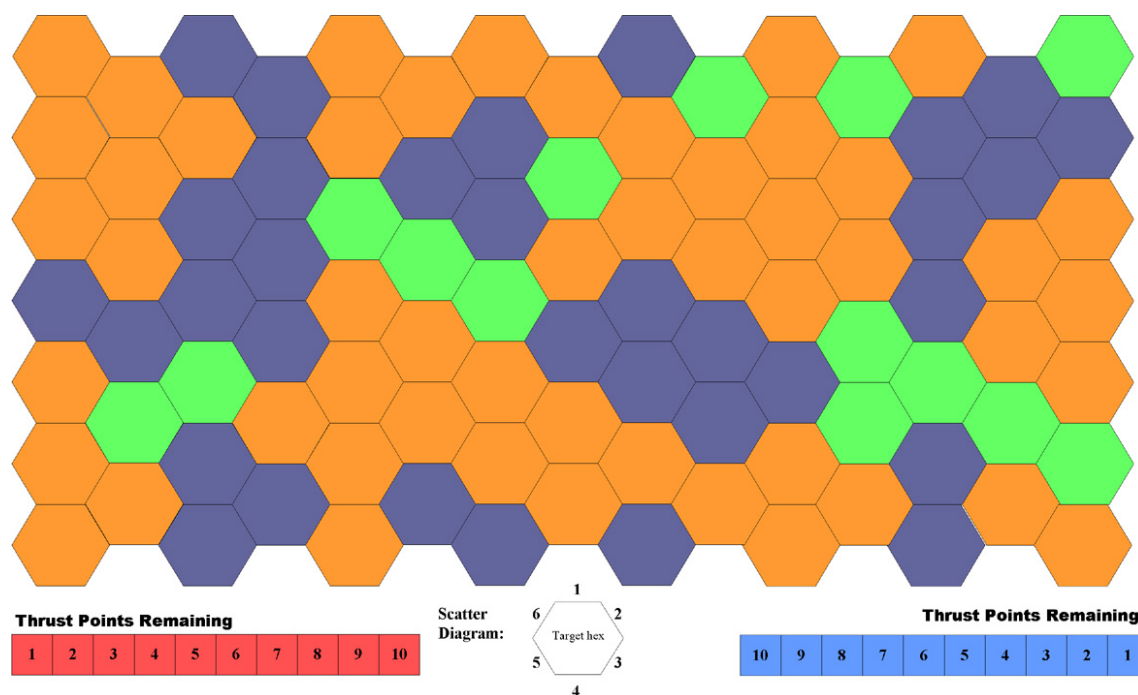 Thrust Points Remaining
1 2 3 4 5 6 7 8 9 10
Scatter
Diagram:
1
6 2
Target hex
5 3
4
Thrust Points Remaining
10 9 8 7 6 5 4 3 2 1